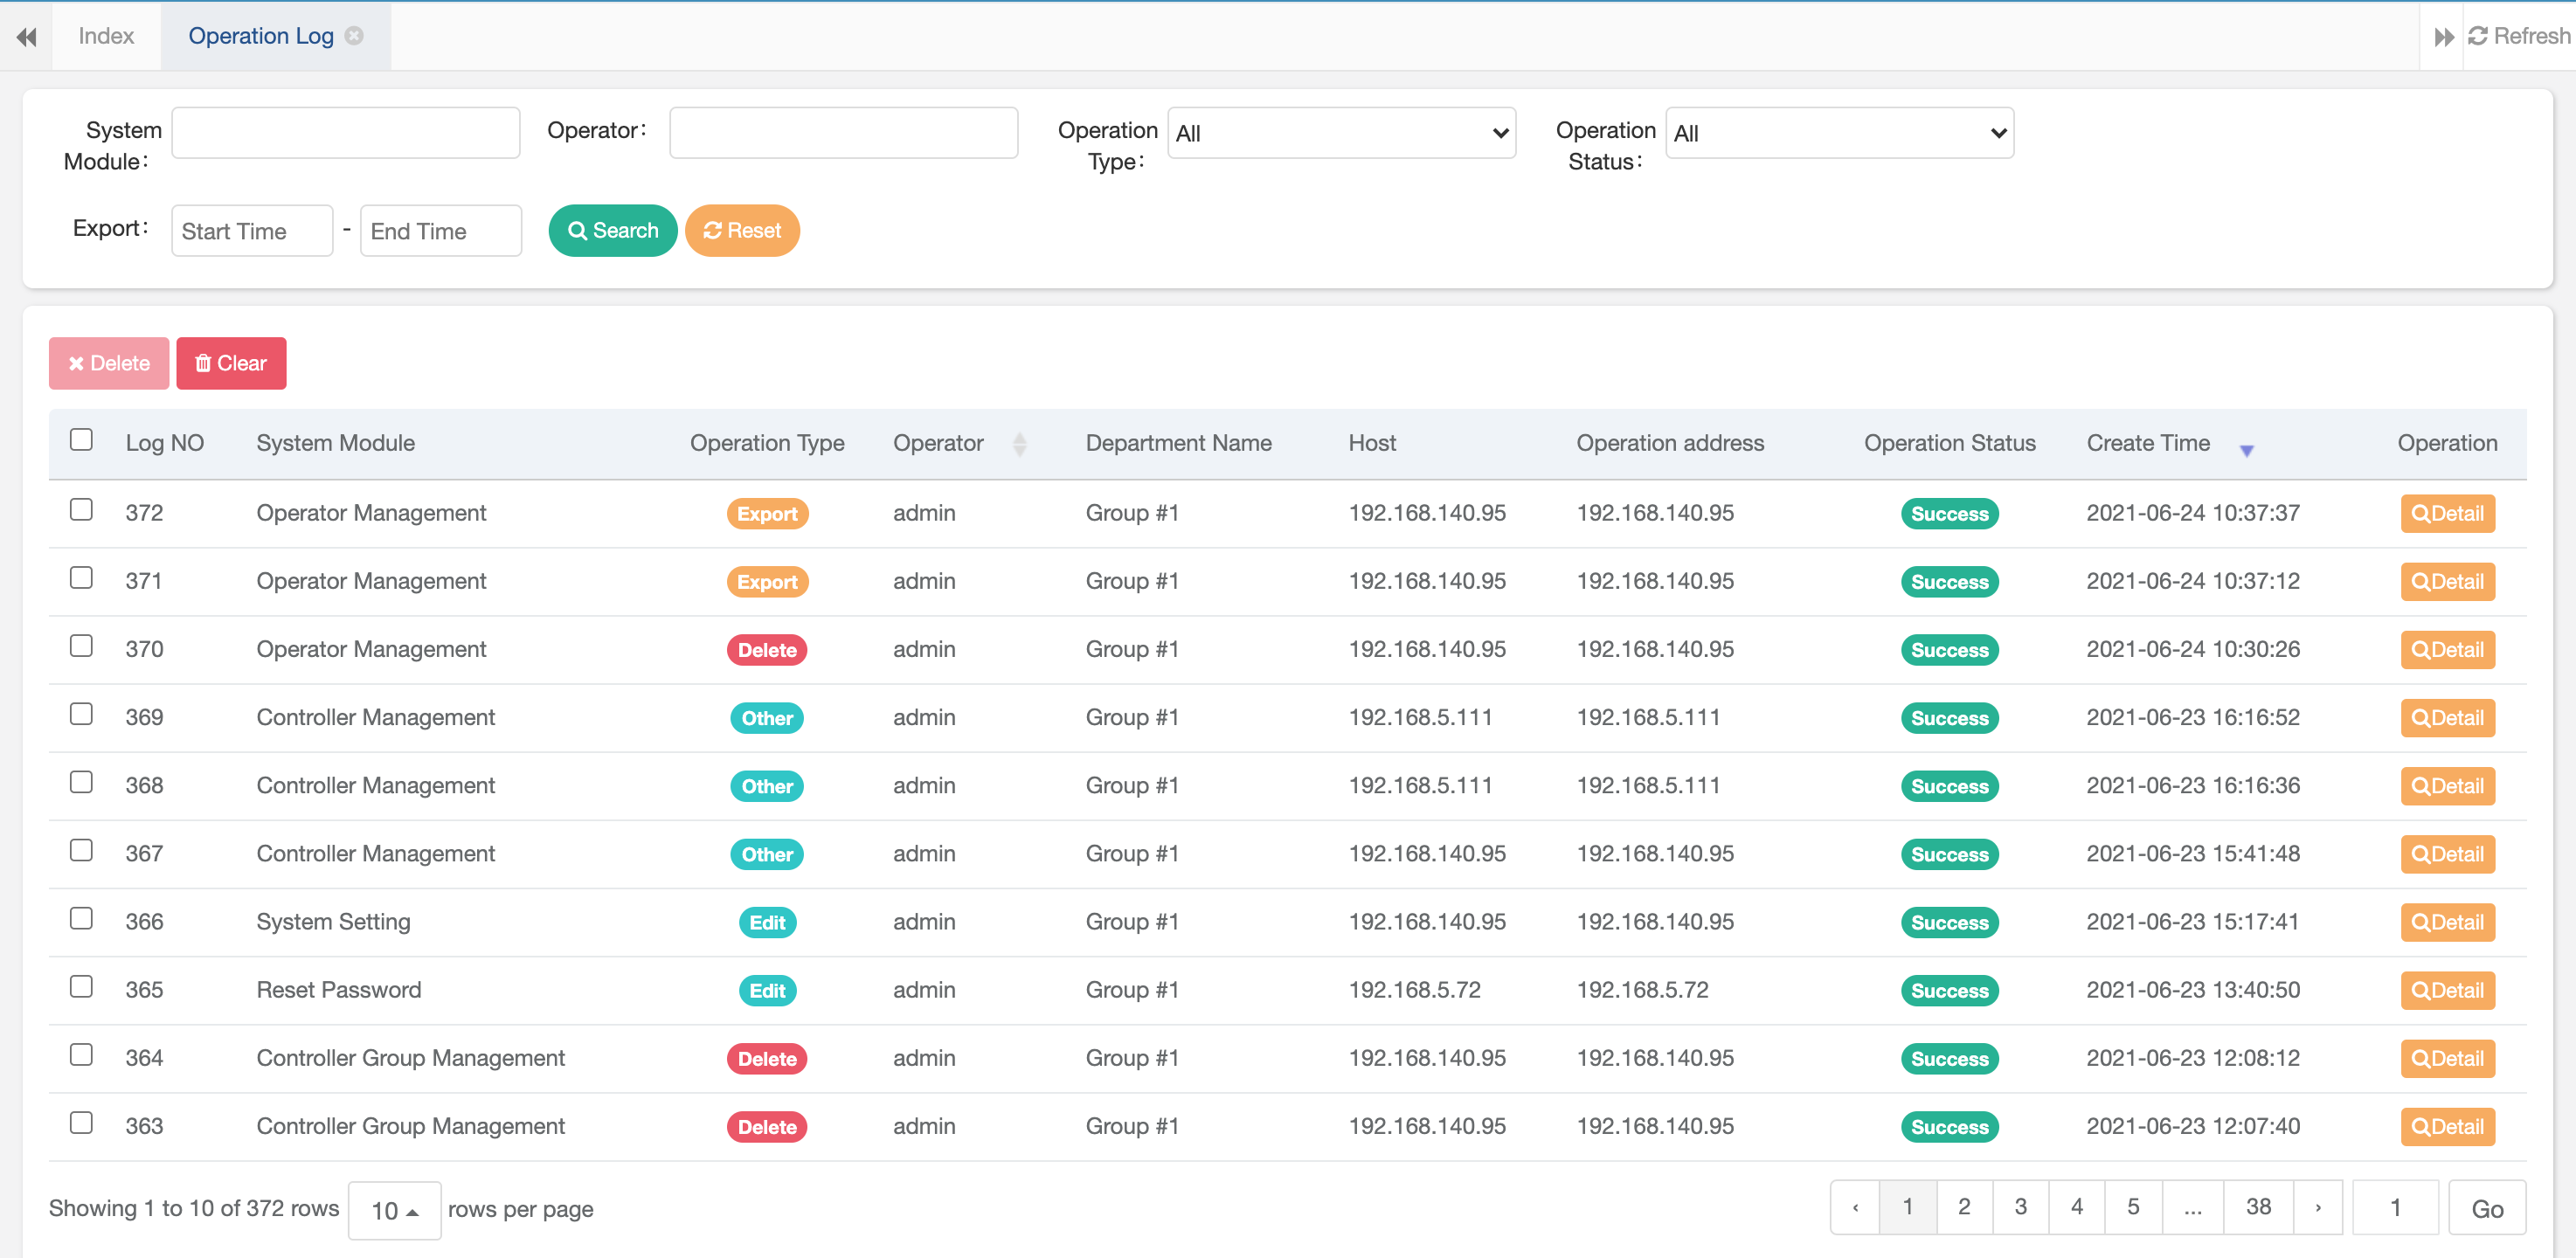 Index Operation Log Refresh
System Module: Operator: Operation Type: All Operation Status: All
Export: Start Time - End Time Search Reset
Delete Clear
Log NO System Module Operation Type Operator Department Name Host Operation address Operation Status Create Time Operation
372 Operator Management Export admin Group #1 192.168.140.95 192.168.140.95 Success 2021-06-24 10:37:37 Detail
371 Operator Management Export admin Group #1 192.168.140.95 192.168.140.95 Success 2021-06-24 10:37:12 Detail
370 Operator Management Delete admin Group #1 192.168.140.95 192.168.140.95 Success 2021-06-24 10:30:26 Detail
369 Controller Management Other admin Group #1 192.168.5.111 192.168.5.111 Success 2021-06-23 16:16:52 Detail
368 Controller Management Other admin Group #1 192.168.5.111 192.168.5.111 Success 2021-06-23 16:16:36 Detail
367 Controller Management Other admin Group #1 192.168.140.95 192.168.140.95 Success 2021-06-23 15:41:48 Detail
366 System Setting Edit admin Group #1 192.168.140.95 192.168.140.95 Success 2021-06-23 15:17:41 Detail
365 Reset Password Edit admin Group #1 192.168.5.72 192.168.5.72 Success 2021-06-23 13:40:50 Detail
364 Controller Group Management Delete admin Group #1 192.168.140.95 192.168.140.95 Success 2021-06-23 12:08:12 Detail
363 Controller Group Management Delete admin Group #1 192.168.140.95 192.168.140.95 Success 2021-06-23 12:07:40 Detail
Showing 1 to 10 of 372 rows 10 rows per page ‹ 1 2 3 4 5 ... 38 › 1 Go